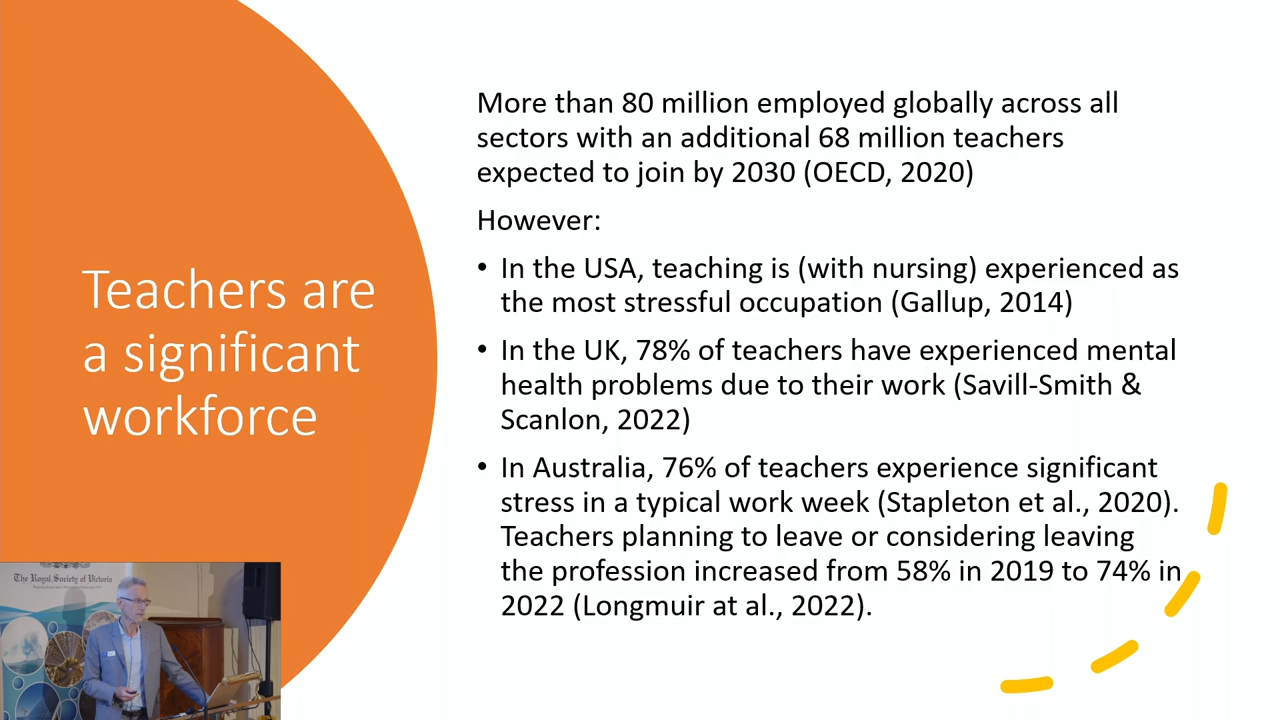 Teachers are
a significant
workforce
More than 80 million employed globally across all
sectors with an additional 68 million teachers
expected to join by 2030 (OECD, 2020)
However:
• In the USA, teaching is (with nursing) experienced as
the most stressful occupation (Gallup, 2014)
• In the UK, 78% of teachers have experienced mental
health problems due to their work (Savill-Smith &
Scanlon, 2022)
• In Australia, 76% of teachers experience significant
stress in a typical work week (Stapleton et al., 2020).
Teachers planning to leave or considering leaving
the profession increased from 58% in 2019 to 74% in
2022 (Longmuir at al., 2022).
The Royal Society of Victoria